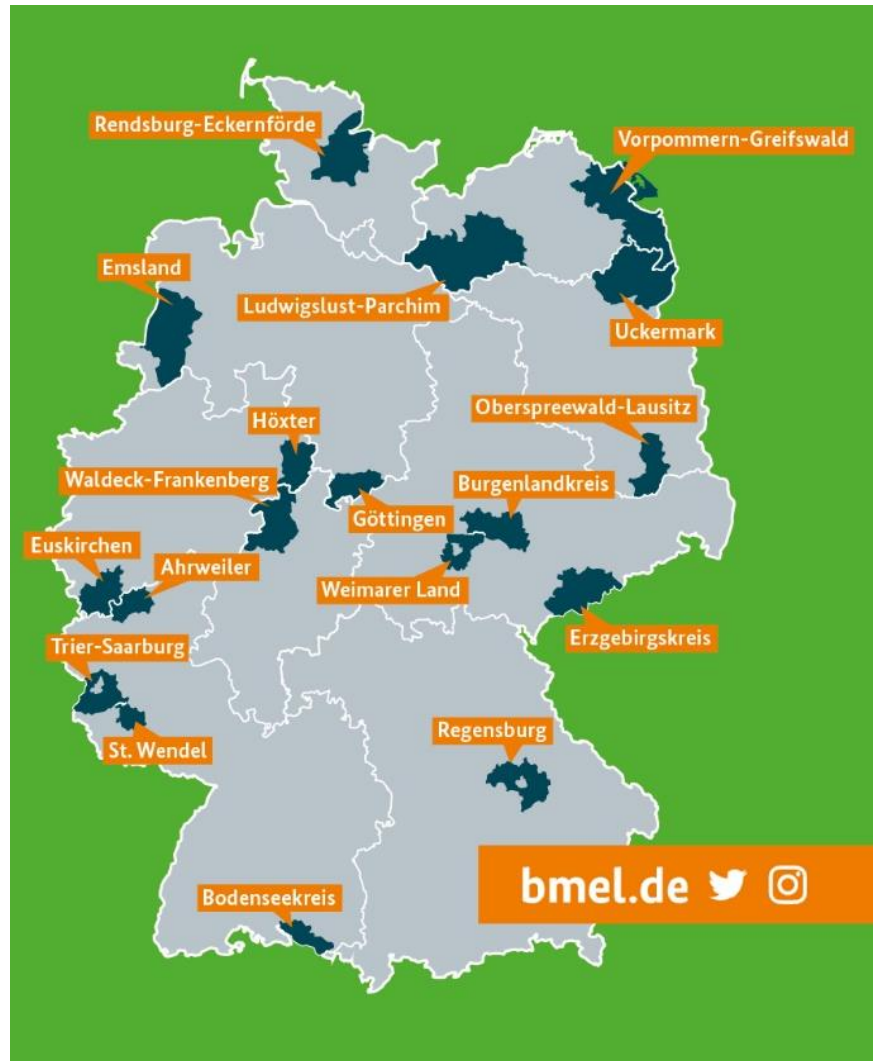 Rendsburg-Eckernförde
Vorpommern-Greifswald
Emsland
Ludwigslust-Parchim
Uckermark
Oberspreewald-Lausitz
Höxter
Waldeck-Frankenberg
Burgenlandkreis
Göttingen
Euskirchen
Ahrweiler
Weimarer Land
Erzgebirgskreis
Trier-Saarburg
St. Wendel
Regensburg
bmel.de
Bodenseekreis